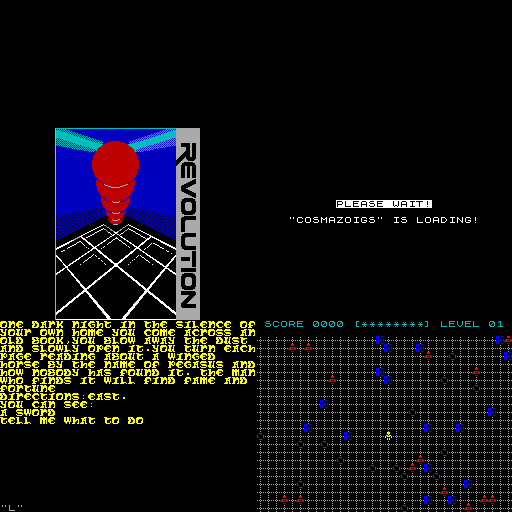 REVOLUTION
PLEASE WAIT!
"COSMAZOIGS" IS LOADING!
ONE DARK NIGHT IN THE SILENCE OF
YOUR OWN HOME YOU COME ACROSS AN
OLD BOOK,YOU BLOW AWAY THE DUST
AND SLOWLY OPEN IT.YOU TURN EACH
PAGE READING ABOUT A WINGED
HORSE BY THE NAME OF PEGASUS AND
HOW NOBODY HAS FOUND IT. THE MAN
WHO FINDS IT WILL FIND FAME AND
FORTUNE
DIRECTIONS:EAST.
YOU CAN SEE:
A SWORD
TELL ME WHAT TO DO
"L"
SCORE 0000 [********] LEVEL 01